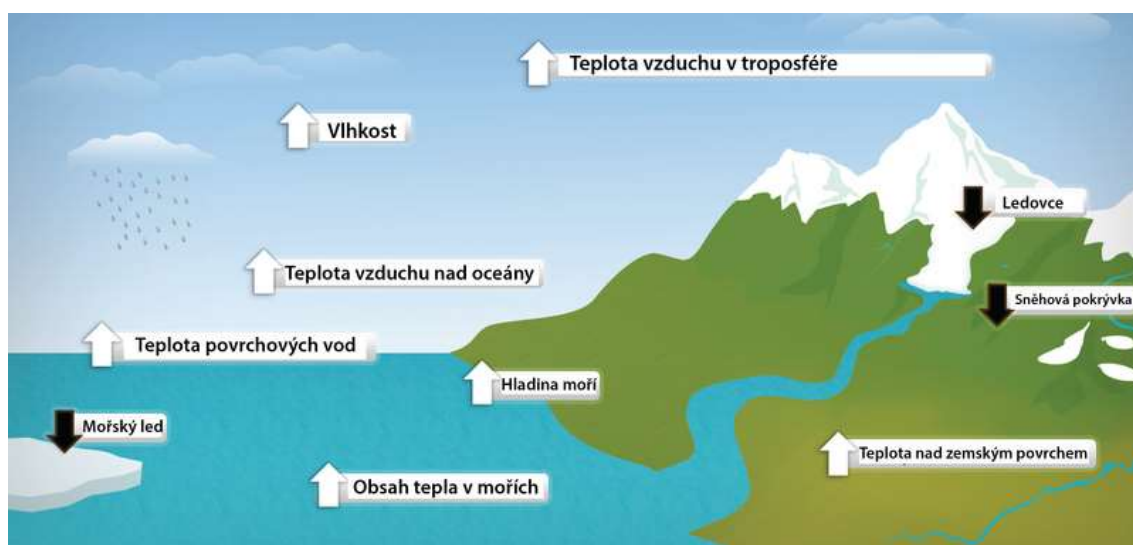 Teplota vzduchu v troposféře
Vlhkost
Ledovce
Teplota vzduchu nad oceány
Sněhová pokrývka
Teplota povrchových vod
Hladina moří
Mořský led
Teplota nad zemským povrchem
Obsah tepla v mořích